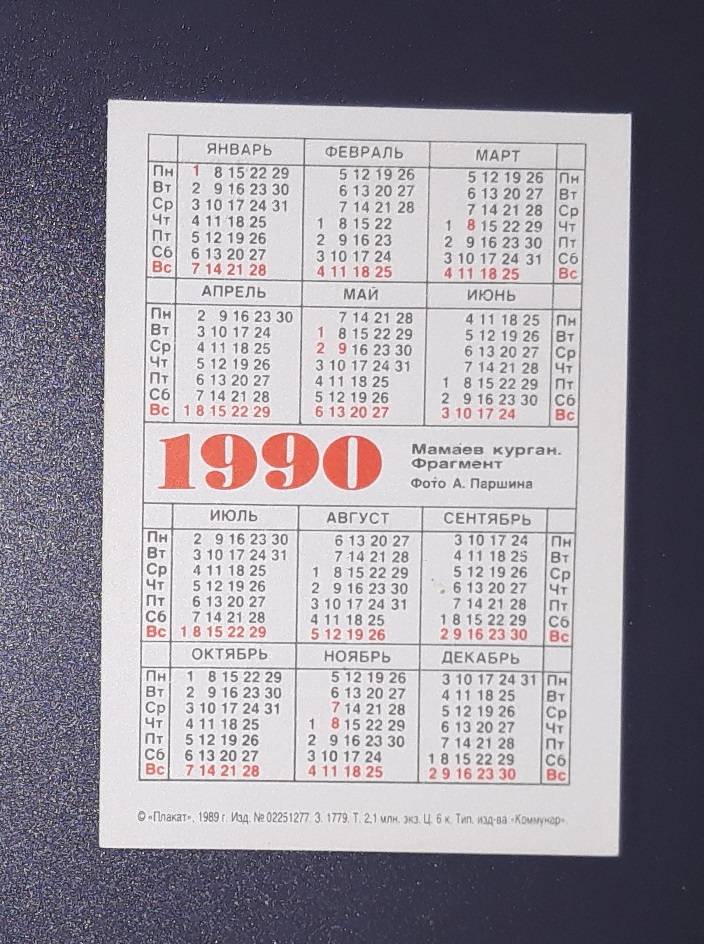 ЯНВАРЬ ФЕВРАЛЬ МАРТ
Пн 1 8 15 22 29 5 12 19 26 5 12 19 26 Пн
Вт 2 9 16 23 30 6 13 20 27 6 13 20 27 Вт
Ср 3 10 17 24 31 7 14 21 28 7 14 21 28 Ср
Чт 4 11 18 25 1 8 15 22 1 8 15 22 29 Чт
Пт 5 12 19 26 2 9 16 23 2 9 16 23 30 Пт
Сб 6 13 20 27 3 10 17 24 3 10 17 24 31 Сб
Вс 7 14 21 28 4 11 18 25 4 11 18 25 Вс
АПРЕЛЬ МАЙ ИЮНЬ
Пн 2 9 16 23 30 7 14 21 28 4 11 18 25 Пн
Вт 3 10 17 24 1 8 15 22 29 5 12 19 26 Вт
Ср 4 11 18 25 2 9 16 23 30 6 13 20 27 Ср
Чт 5 12 19 26 3 10 17 24 31 7 14 21 28 Чт
Пт 6 13 20 27 4 11 18 25 1 8 15 22 29 Пт
Сб 7 14 21 28 5 12 19 26 2 9 16 23 30 Сб
Вс 1 8 15 22 29 6 13 20 27 3 10 17 24 Вс
1990
Мамаев курган.
Фрагмент
Фото А. Паршина
ИЮЛЬ АВГУСТ СЕНТЯБРЬ
Пн 2 9 16 23 30 6 13 20 27 3 10 17 24 Пн
Вт 3 10 17 24 31 7 14 21 28 4 11 18 25 Вт
Ср 4 11 18 25 1 8 15 22 29 5 12 19 26 Ср
Чт 5 12 19 26 2 9 16 23 30 6 13 20 27 Чт
Пт 6 13 20 27 3 10 17 24 31 7 14 21 28 Пт
Сб 7 14 21 28 4 11 18 25 1 8 15 22 29 Сб
Вс 1 8 15 22 29 5 12 19 26 2 9 16 23 30 Вс
ОКТЯБРЬ НОЯБРЬ ДЕКАБРЬ
Пн 1 8 15 22 29 5 12 19 26 3 10 17 24 31 Пн
Вт 2 9 16 23 30 6 13 20 27 4 11 18 25 Вт
Ср 3 10 17 24 31 7 14 21 28 5 12 19 26 Ср
Чт 4 11 18 25 1 8 15 22 29 6 13 20 27 Чт
Пт 5 12 19 26 2 9 16 23 30 7 14 21 28 Пт
Сб 6 13 20 27 3 10 17 24 1 8 15 22 29 Сб
Вс 7 14 21 28 4 11 18 25 2 9 16 23 30 Вс
© «Плакат», 1989 г. Изд. № 02251277. З. 1779. Т. 2,1 млн. экз. Ц. 6 к. Тип. изд-ва «Коммунар».